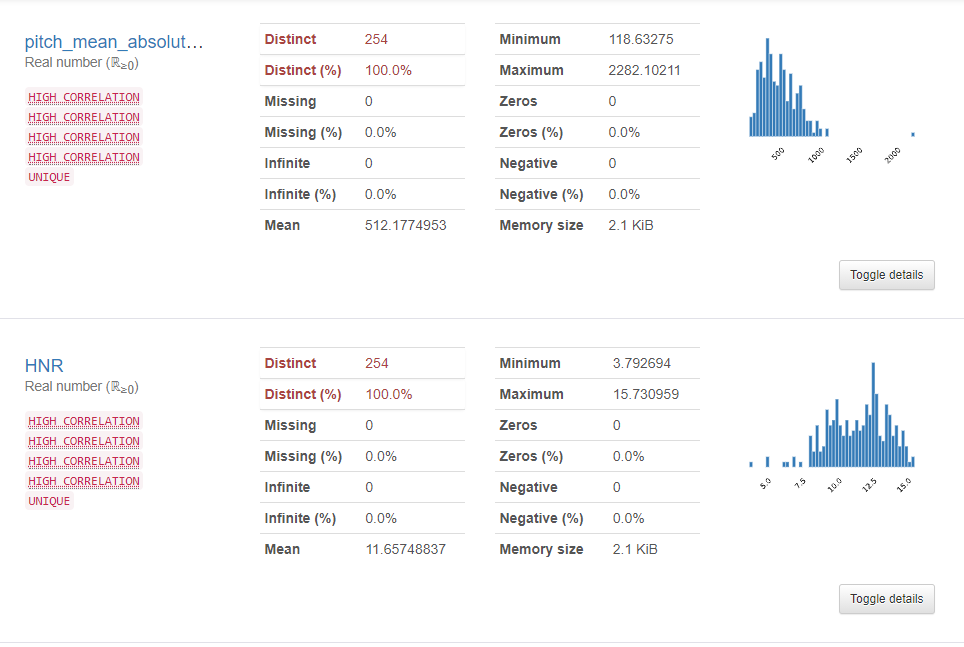 pitch_mean_absolut...
Real number (ℝ≥0)
HIGH CORRELATION
HIGH CORRELATION
HIGH CORRELATION
HIGH CORRELATION
UNIQUE
Distinct 254
Distinct (%) 100.0%
Missing 0
Missing (%) 0.0%
Infinite 0
Infinite (%) 0.0%
Mean 512.1774953
Minimum 118.63275
Maximum 2282.10211
Zeros 0
Zeros (%) 0.0%
Negative 0
Negative (%) 0.0%
Memory size 2.1 KiB
500 1000 1500 2000
Toggle details
HNR
Real number (ℝ≥0)
HIGH CORRELATION
HIGH CORRELATION
HIGH CORRELATION
HIGH CORRELATION
UNIQUE
Distinct 254
Distinct (%) 100.0%
Missing 0
Missing (%) 0.0%
Infinite 0
Infinite (%) 0.0%
Mean 11.65748837
Minimum 3.792694
Maximum 15.730959
Zeros 0
Zeros (%) 0.0%
Negative 0
Negative (%) 0.0%
Memory size 2.1 KiB
5.0 7.5 10.0 12.5 15.0
Toggle details